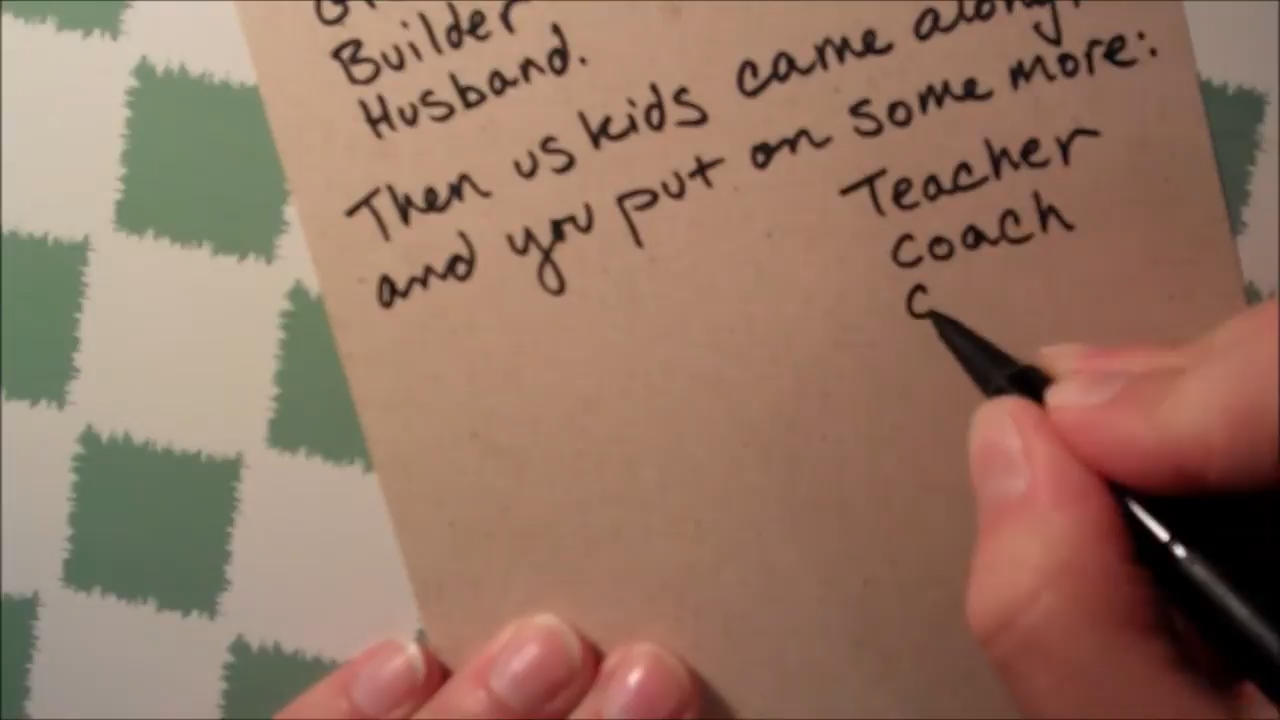 Builder
Husband.
Then us kids came along,
and you put on some more:
Teacher
Coach
C